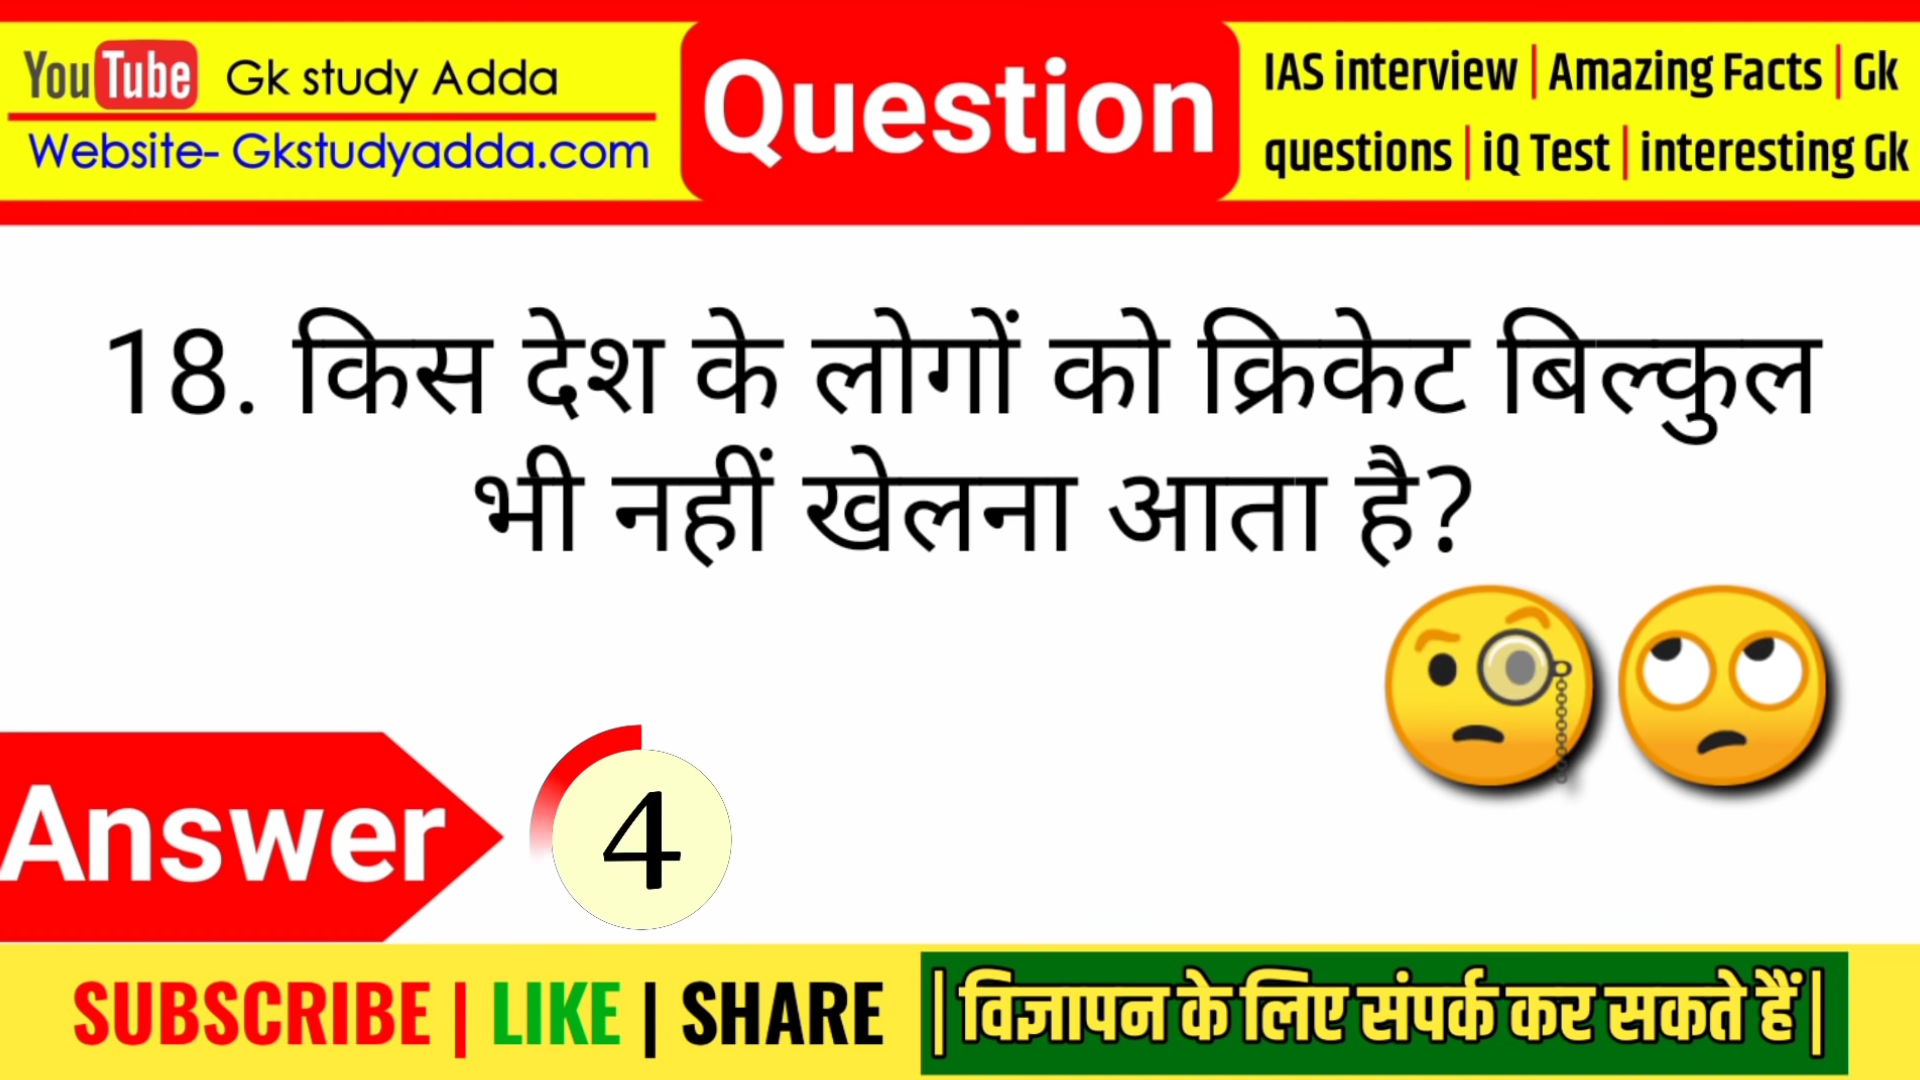 YouTube Gk study Adda
Website- Gkstudyadda.com
Question
IAS interview | Amazing Facts | Gk
questions | iQ Test | interesting Gk
18. किस देश के लोगों को क्रिकेट बिल्कुल
भी नहीं खेलना आता है?
Answer
4
SUBSCRIBE | LIKE | SHARE
| विज्ञापन के लिए संपर्क कर सकते हैं |